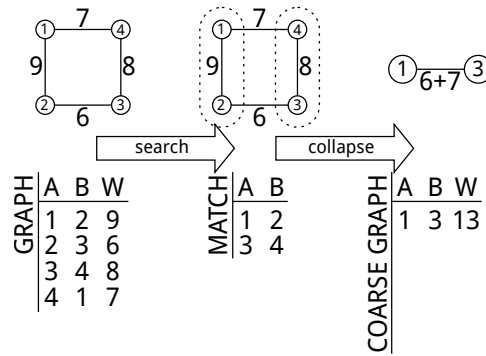 1 7 4
9 8
2 6 3
1 7 4
9 8
2 6 3
1 6+7 3
search
collapse
GRAPH
A B W
1 2 9
2 3 6
3 4 8
4 1 7
MATCH
A B
1 2
3 4
COARSE GRAPH
A B W
1 3 13